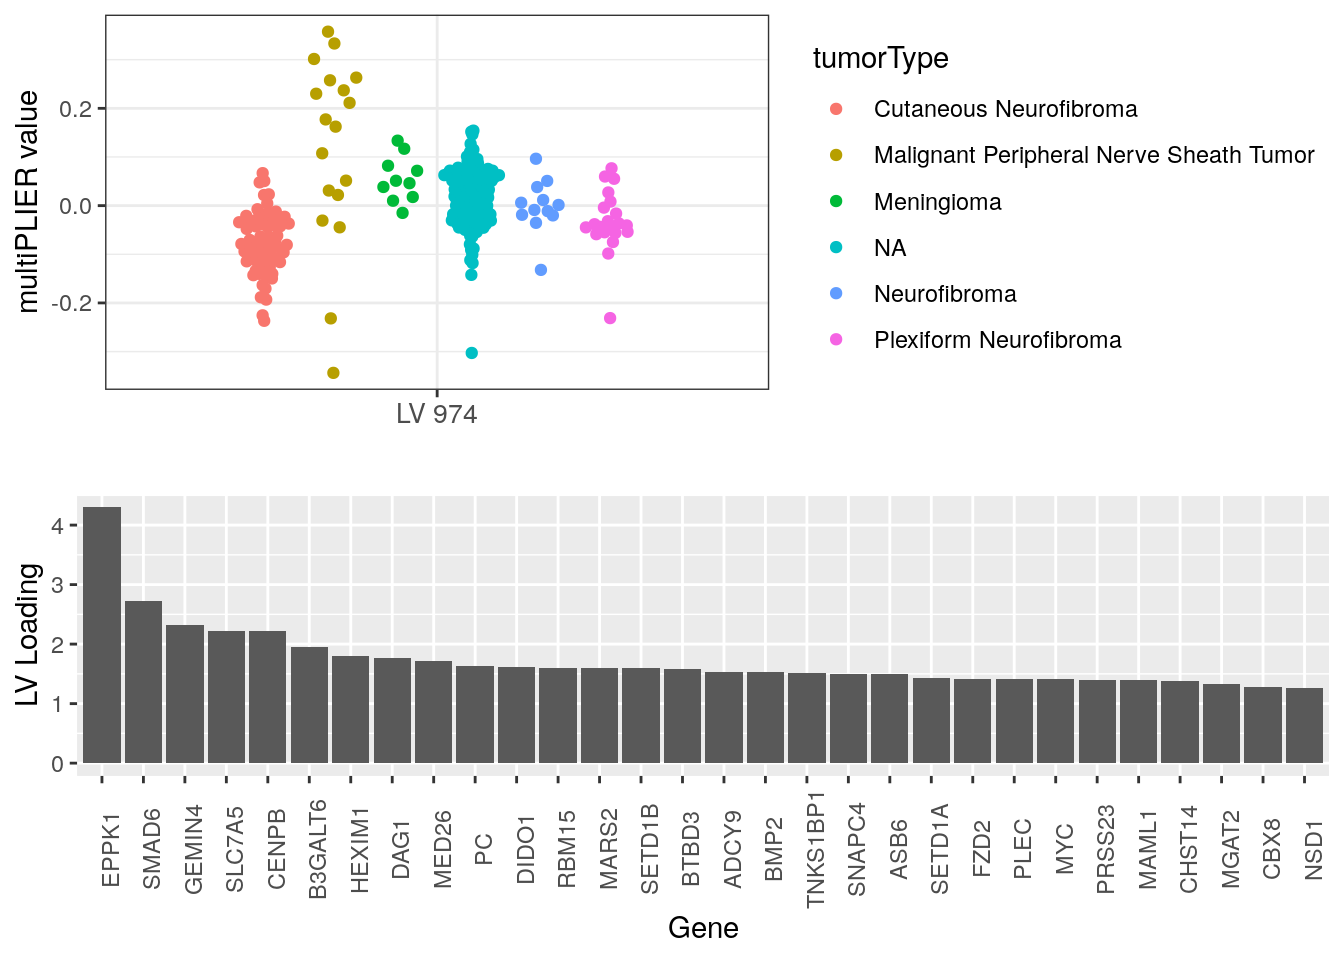 multiPLIER value
0.2
0.0
-0.2
LV 974
tumorType
Cutaneous Neurofibroma
Malignant Peripheral Nerve Sheath Tumor
Meningioma
NA
Neurofibroma
Plexiform Neurofibroma
LV Loading
4
3
2
1
0
EPPK1
SMAD6
GEMIN4
SLC7A5
CENPB
B3GALT6
HEXIM1
DAG1
MED26
PC
DIDO1
RBM15
MARS2
SETD1B
BTBD3
ADCY9
BMP2
TNKS1BP1
SNAPC4
ASB6
SETD1A
FZD2
PLEC
MYC
PRSS23
MAML1
CHST14
MGAT2
CBX8
NSD1
Gene